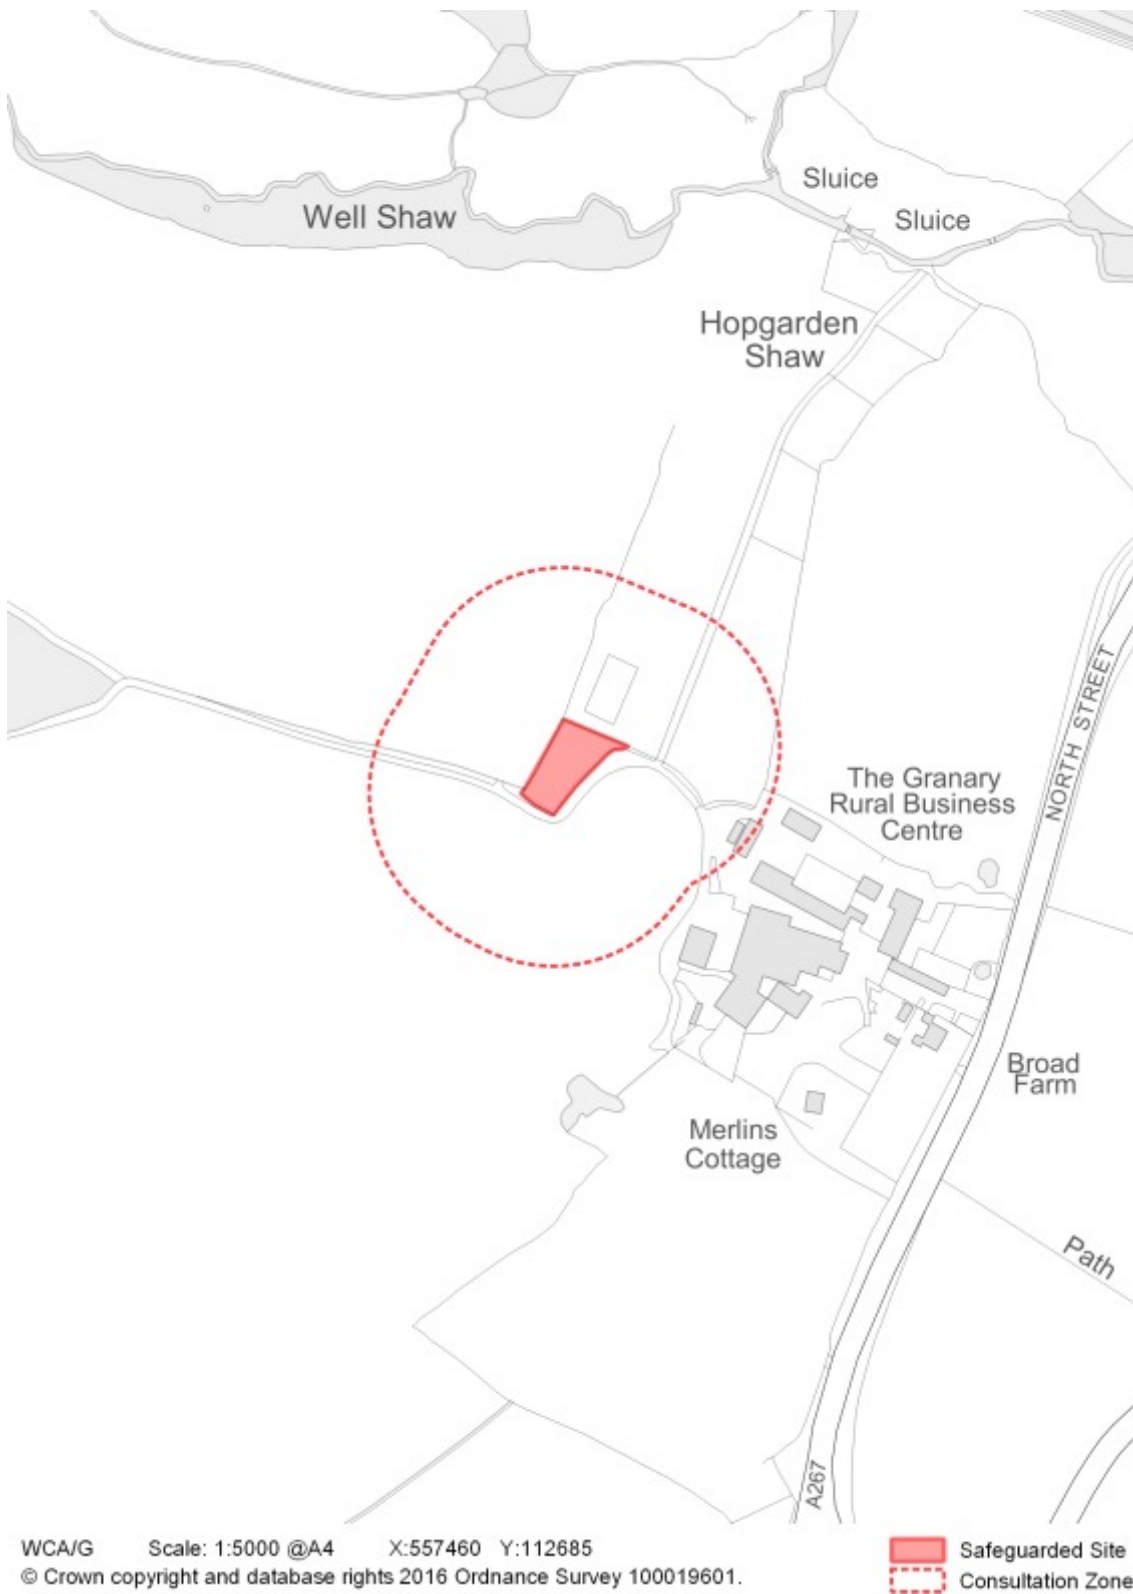 Sluice
Well Shaw
Sluice
Hopgarden
Shaw
NORTH STREET
The Granary
Rural Business
Centre
Broad
Farm
Merlins
Cottage
Path
A267
WCA/G Scale: 1:5000 @A4 X:557460 Y:112685
© Crown copyright and database rights 2016 Ordnance Survey 100019601.
Safeguarded Site
Consultation Zone